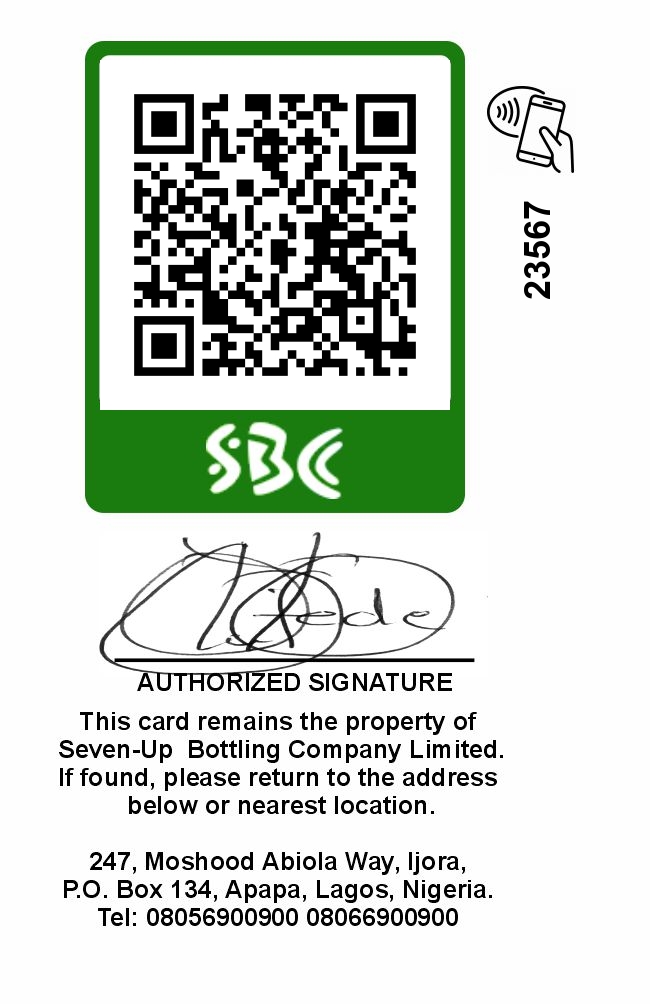 23567
SBC
AUTHORIZED SIGNATURE
This card remains the property of
Seven-Up Bottling Company Limited.
If found, please return to the address
below or nearest location.
247, Moshood Abiola Way, Ijora,
P.O. Box 134, Apapa, Lagos, Nigeria.
Tel: 08056900900 08066900900